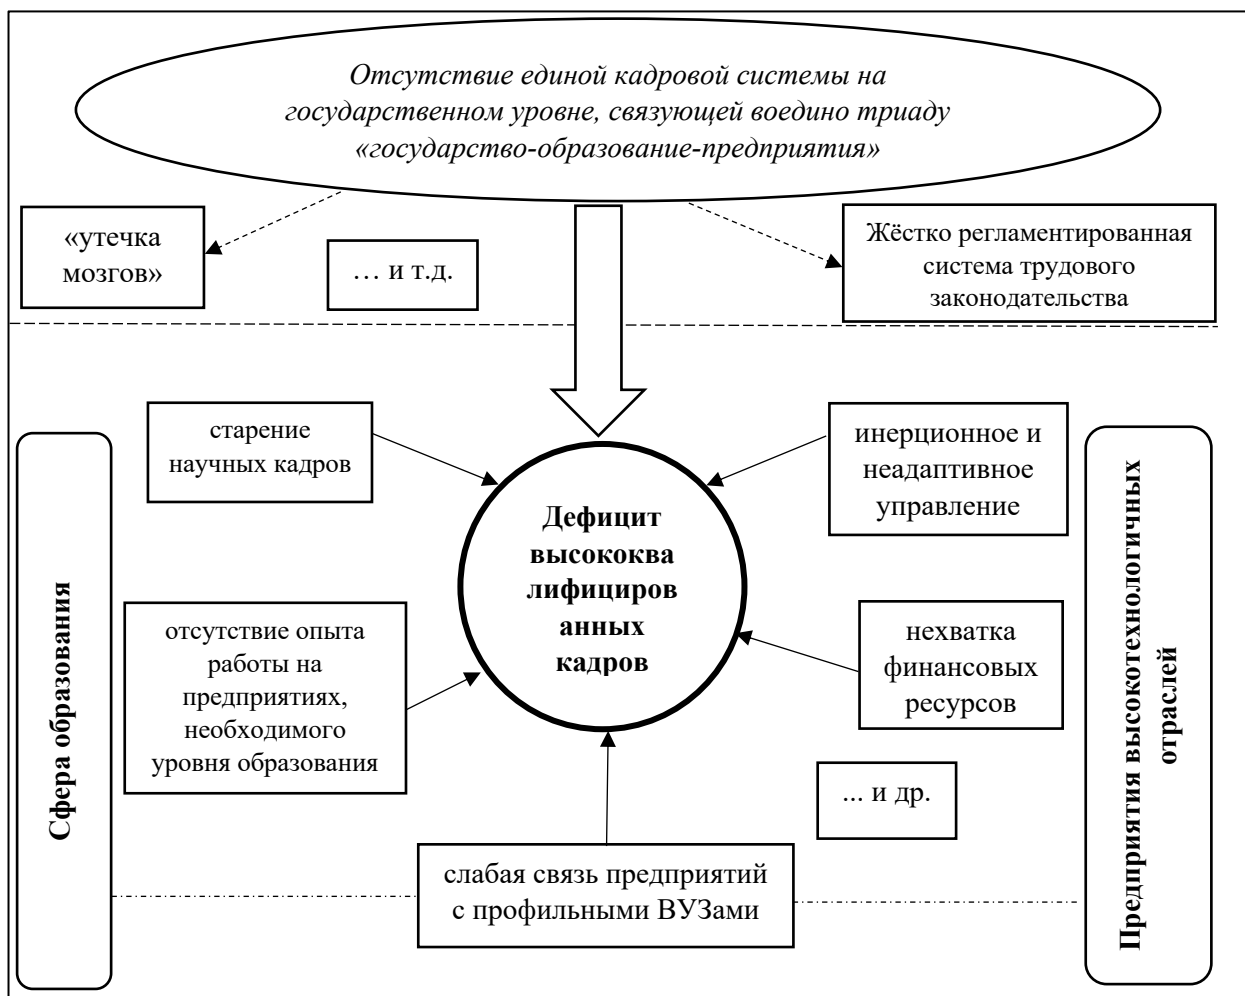 Отсутствие единой кадровой системы на
государственном уровне, связующей воедино триаду
«государство-образование-предприятия»
«утечка
мозгов»
… и т.д.
Жёстко регламентированная
система трудового
законодательства
старение
научных кадров
инерционное и
неадаптивное
управление
Дефицит
высококва
лифициров
анных
кадров
Сфера образования
отсутствие опыта
работы на
предприятиях,
необходимого
уровня образования
нехватка
финансовых
ресурсов
Предприятия высокотехнологичных
отраслей
... и др.
слабая связь предприятий
с профильными ВУЗами